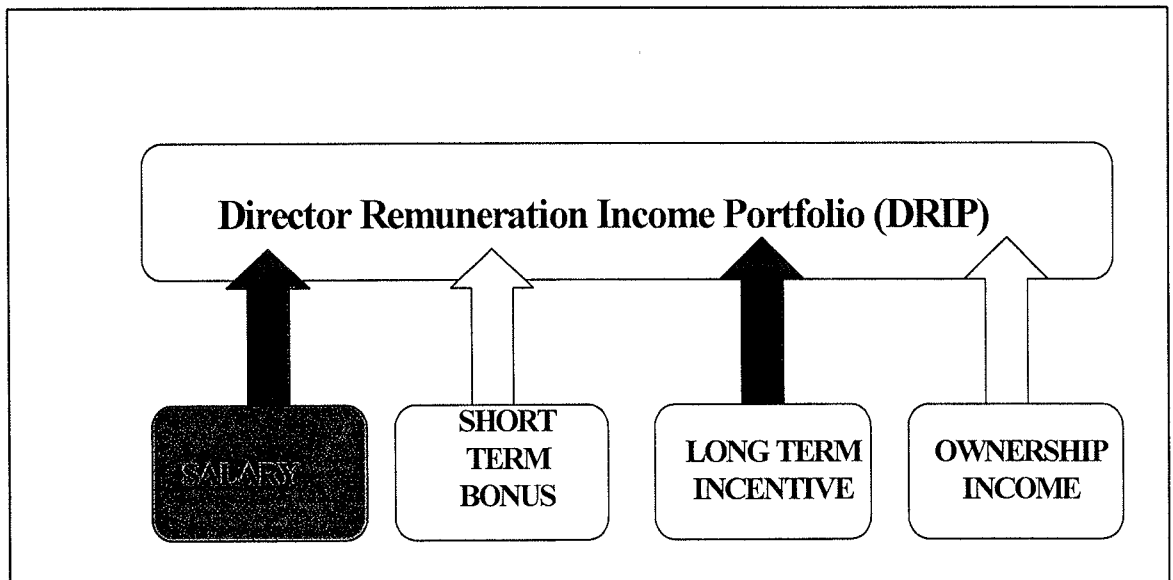 Director Remuneration Income Portfolio (DRIP)
SALARY
SHORT
TERM
BONUS
LONG TERM
INCENTIVE
OWNERSHIP
INCOME